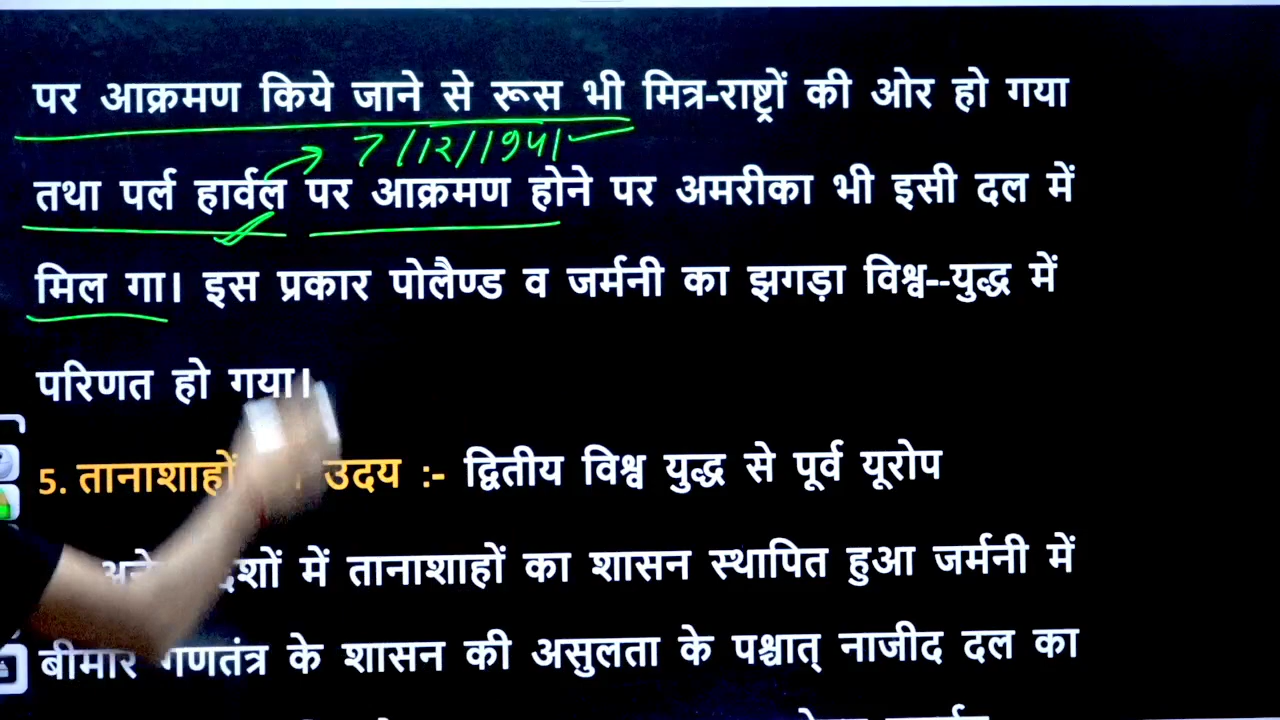 पर आक्रमण किये जाने से रूस भी मित्र-राष्ट्रों की ओर हो गया
7/12/1941
तथा पर्ल हार्वल पर आक्रमण होने पर अमरीका भी इसी दल में
मिल गा। इस प्रकार पोलैण्ड व जर्मनी का झगड़ा विश्व--युद्ध में
परिणत हो गया।
5. तानाशाहों उदय :- द्वितीय विश्व युद्ध से पूर्व यूरोप
में तानाशाहों का शासन स्थापित हुआ जर्मनी में
बीमार गणतंत्र के शासन की असुलता के पश्चात् नाजीद दल का